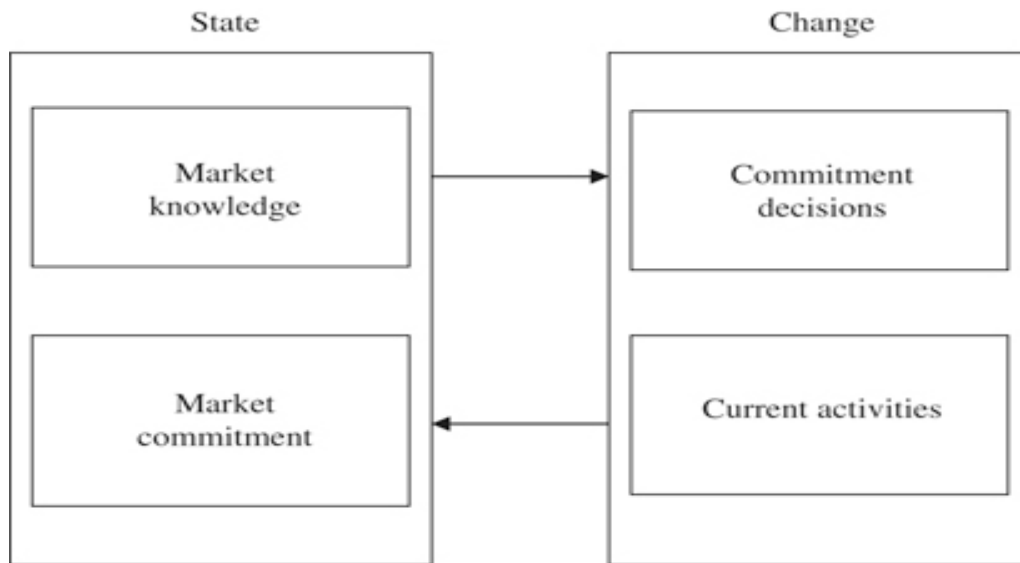 State
Change
Market
knowledge
Commitment
decisions
Market
commitment
Current activities